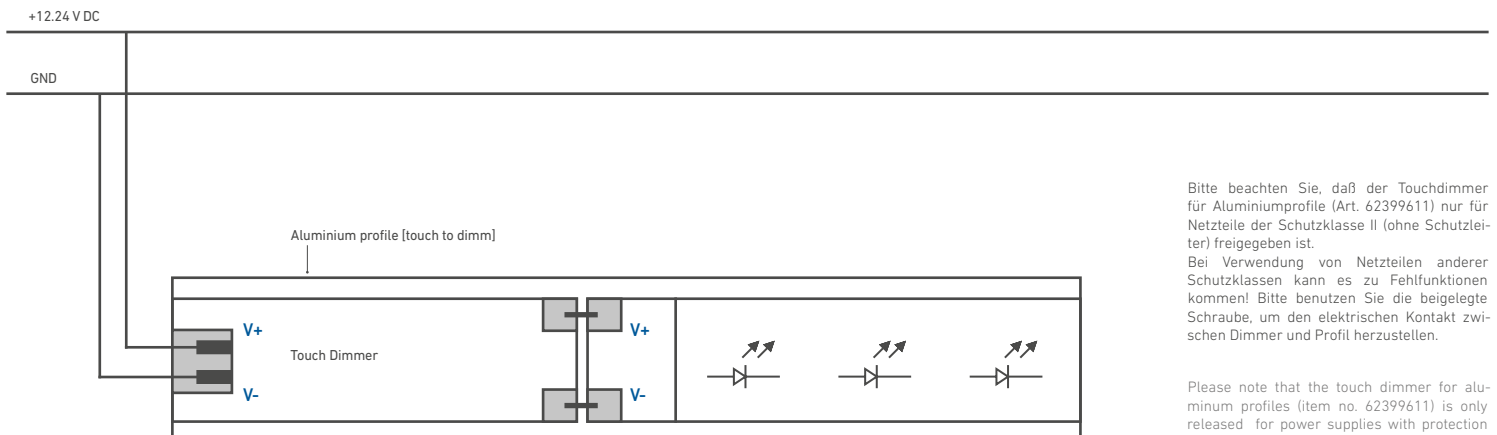 +12.24 V DC
GND
Aluminium profile [touch to dimm]
V+
Touch Dimmer
V-
V+
V-
Bitte beachten Sie, daß der Touchdimmer
für Aluminiumprofile (Art. 62399611) nur für
Netzteile der Schutzklasse II (ohne Schutzlei-
ter) freigegeben ist.
Bei Verwendung von Netzteilen anderer
Schutzklassen kann es zu Fehlfunktionen
kommen! Bitte benutzen Sie die beigelegte
Schraube, um den elektrischen Kontakt zwi-
schen Dimmer und Profil herzustellen.
Please note that the touch dimmer for alu-
minum profiles (item no. 62399611) is only
released for power supplies with protection